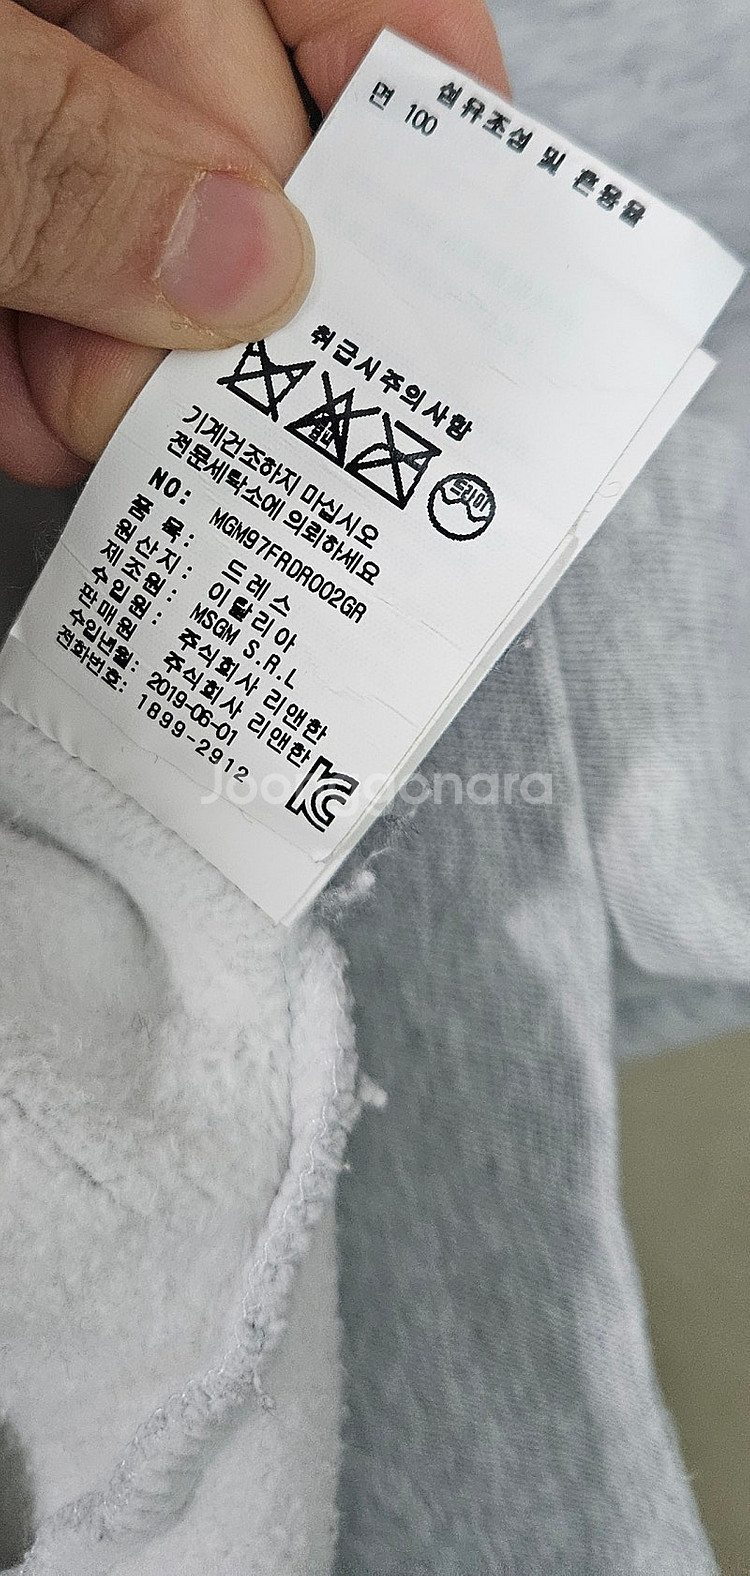 섬유조성 및 혼용율
면 100
취급시주의사항
드라이
기계건조하지 마십시오
전문세탁소에 의뢰하세요
NO: MGM97FRDR002GR
품 목: 드레스
원산지: 이탈리아
제조원: MSGM S.R.L
수입원: 주식회사 리앤한
판매원 주식회사 리앤한
수입년월: 2019-06-01
전화번호: 1899-2912
Joonggonara